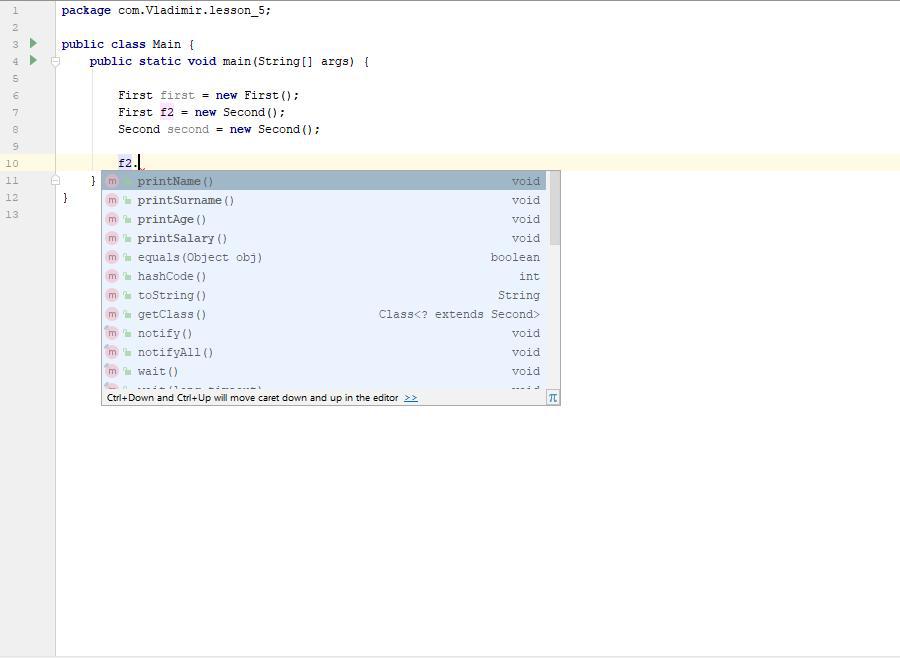 1 package com.Vladimir.lesson_5;
2
3 public class Main {
4 public static void main(String[] args) {
5
6 First first = new First();
7 First f2 = new Second();
8 Second second = new Second();
9
10 f2.
11 }
12 }
13
m printName() void
m printSurname() void
m printAge() void
m printSalary() void
m equals(Object obj) boolean
m hashCode() int
m toString() String
m getClass() Class<? extends Second>
m notify() void
m notifyAll() void
m wait() void
m wait(long timeout) void
Ctrl+Down and Ctrl+Up will move caret down and up in the editor >> π